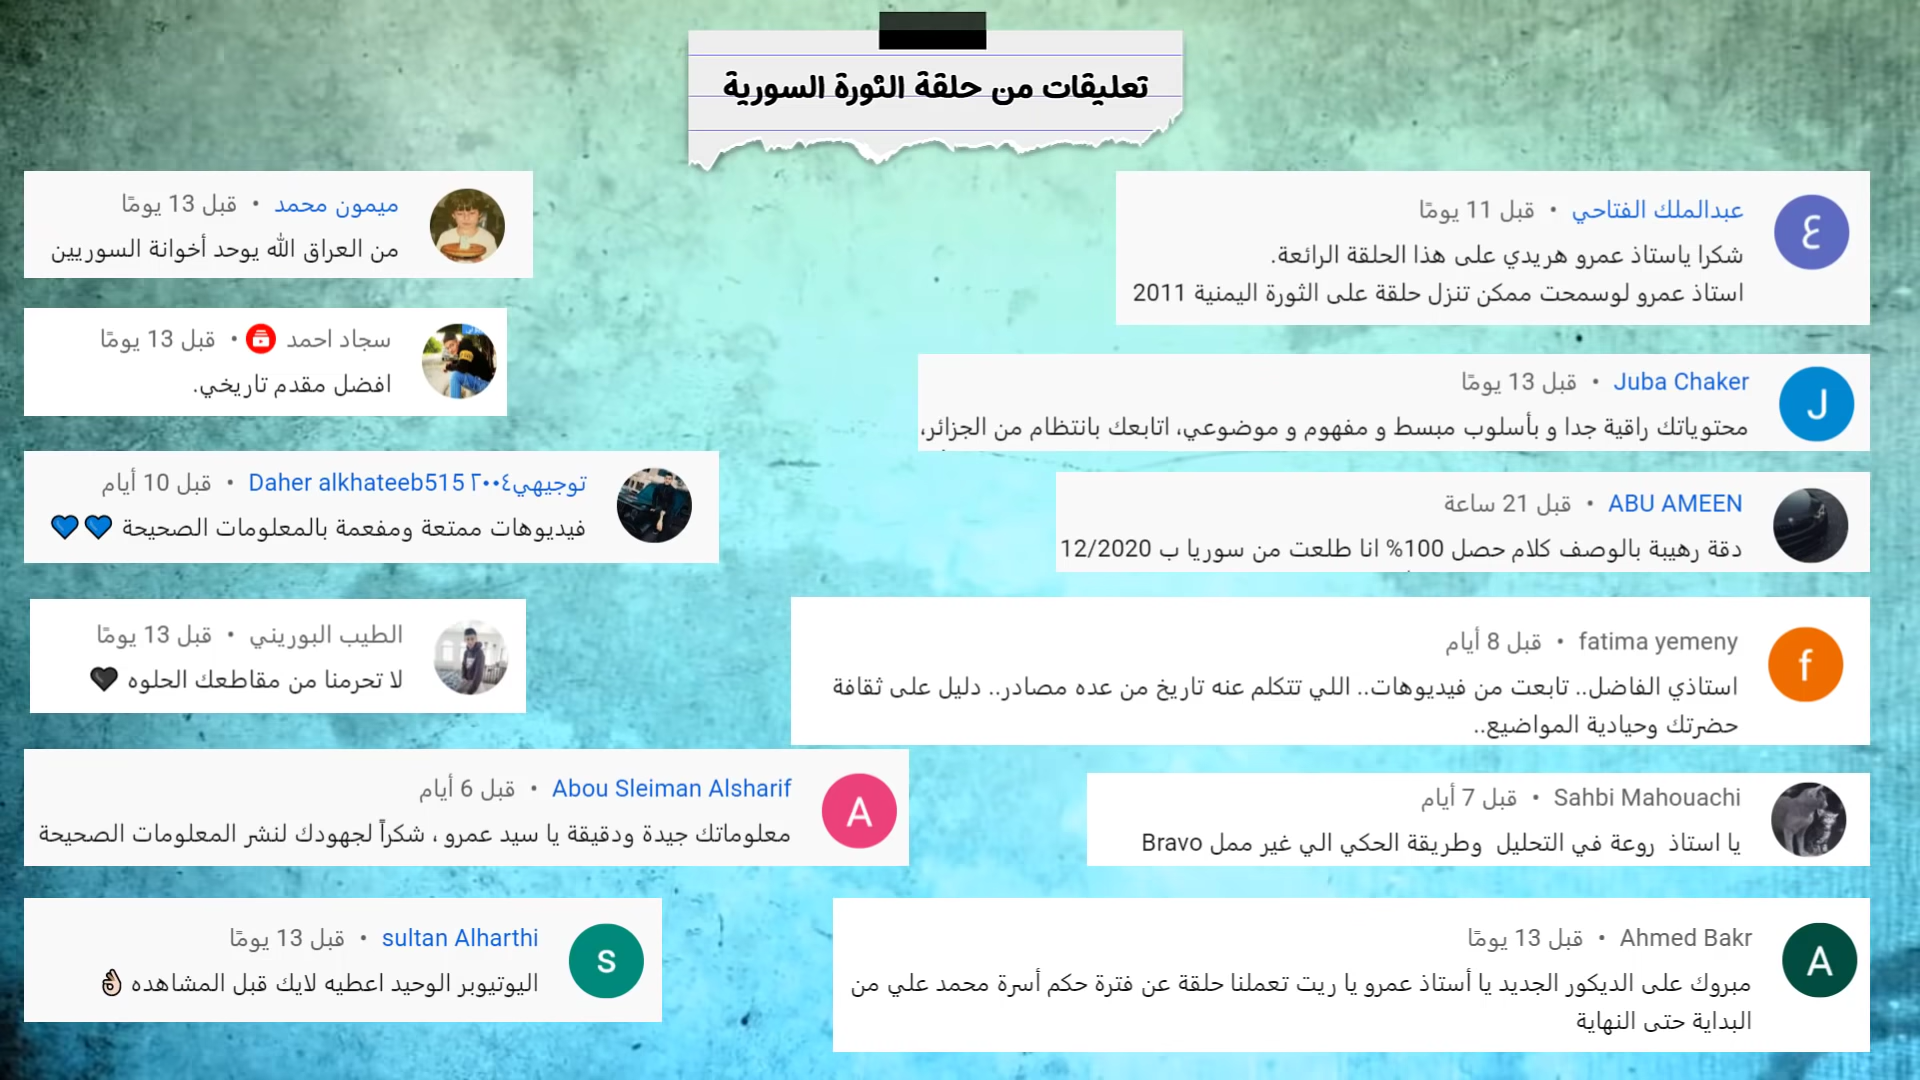 تعليقات من حلقة الثورة السورية
عبدالملك الفتاحي • قبل 11 يومًا
ع
شكرا ياستاذ عمرو هريدي على هذا الحلقة الرائعة.
استاذ عمرو لوسمحت ممكن تنزل حلقة على الثورة اليمنية 2011
Juba Chaker • قبل 13 يومًا
J
محتوياتك راقية جدا و بأسلوب مبسط و مفهوم و موضوعي، اتابعك بانتظام من الجزائر،
ABU AMEEN • قبل 21 ساعة
دقة رهيبة بالوصف كلام حصل 100% انا طلعت من سوريا ب 12/2020
fatima yemeny • قبل 8 أيام
f
استاذي الفاضل.. تابعت من فيديوهات.. اللي تتكلم عنه تاريخ من عده مصادر.. دليل على ثقافة
حضرتك وحيادية المواضيع..
Sahbi Mahouachi • قبل 7 أيام
يا استاذ روعة في التحليل وطريقة الحكي الي غير ممل Bravo
Ahmed Bakr • قبل 13 يومًا
A
مبروك على الديكور الجديد يا أستاذ عمرو يا ريت تعملنا حلقة عن فترة حكم أسرة محمد علي من
البداية حتى النهاية
ميمون محمد • قبل 13 يومًا
من العراق الله يوحد أخوانة السوريين
سجاد احمد • قبل 13 يومًا
افضل مقدم تاريخي.
توجيهي٢٠٠٤ Daher alkhateeb515 • قبل 10 أيام
فيديوهات ممتعة ومفعمة بالمعلومات الصحيحة 💙💙
الطيب البوريني • قبل 13 يومًا
لا تحرمنا من مقاطعك الحلوه 🖤
Abou Sleiman Alsharif • قبل 6 أيام
A
معلوماتك جيدة ودقيقة يا سيد عمرو ، شكراً لجهودك لنشر المعلومات الصحيحة
sultan Alharthi • قبل 13 يومًا
s
اليوتيوبر الوحيد اعطيه لايك قبل المشاهده 👌🏻